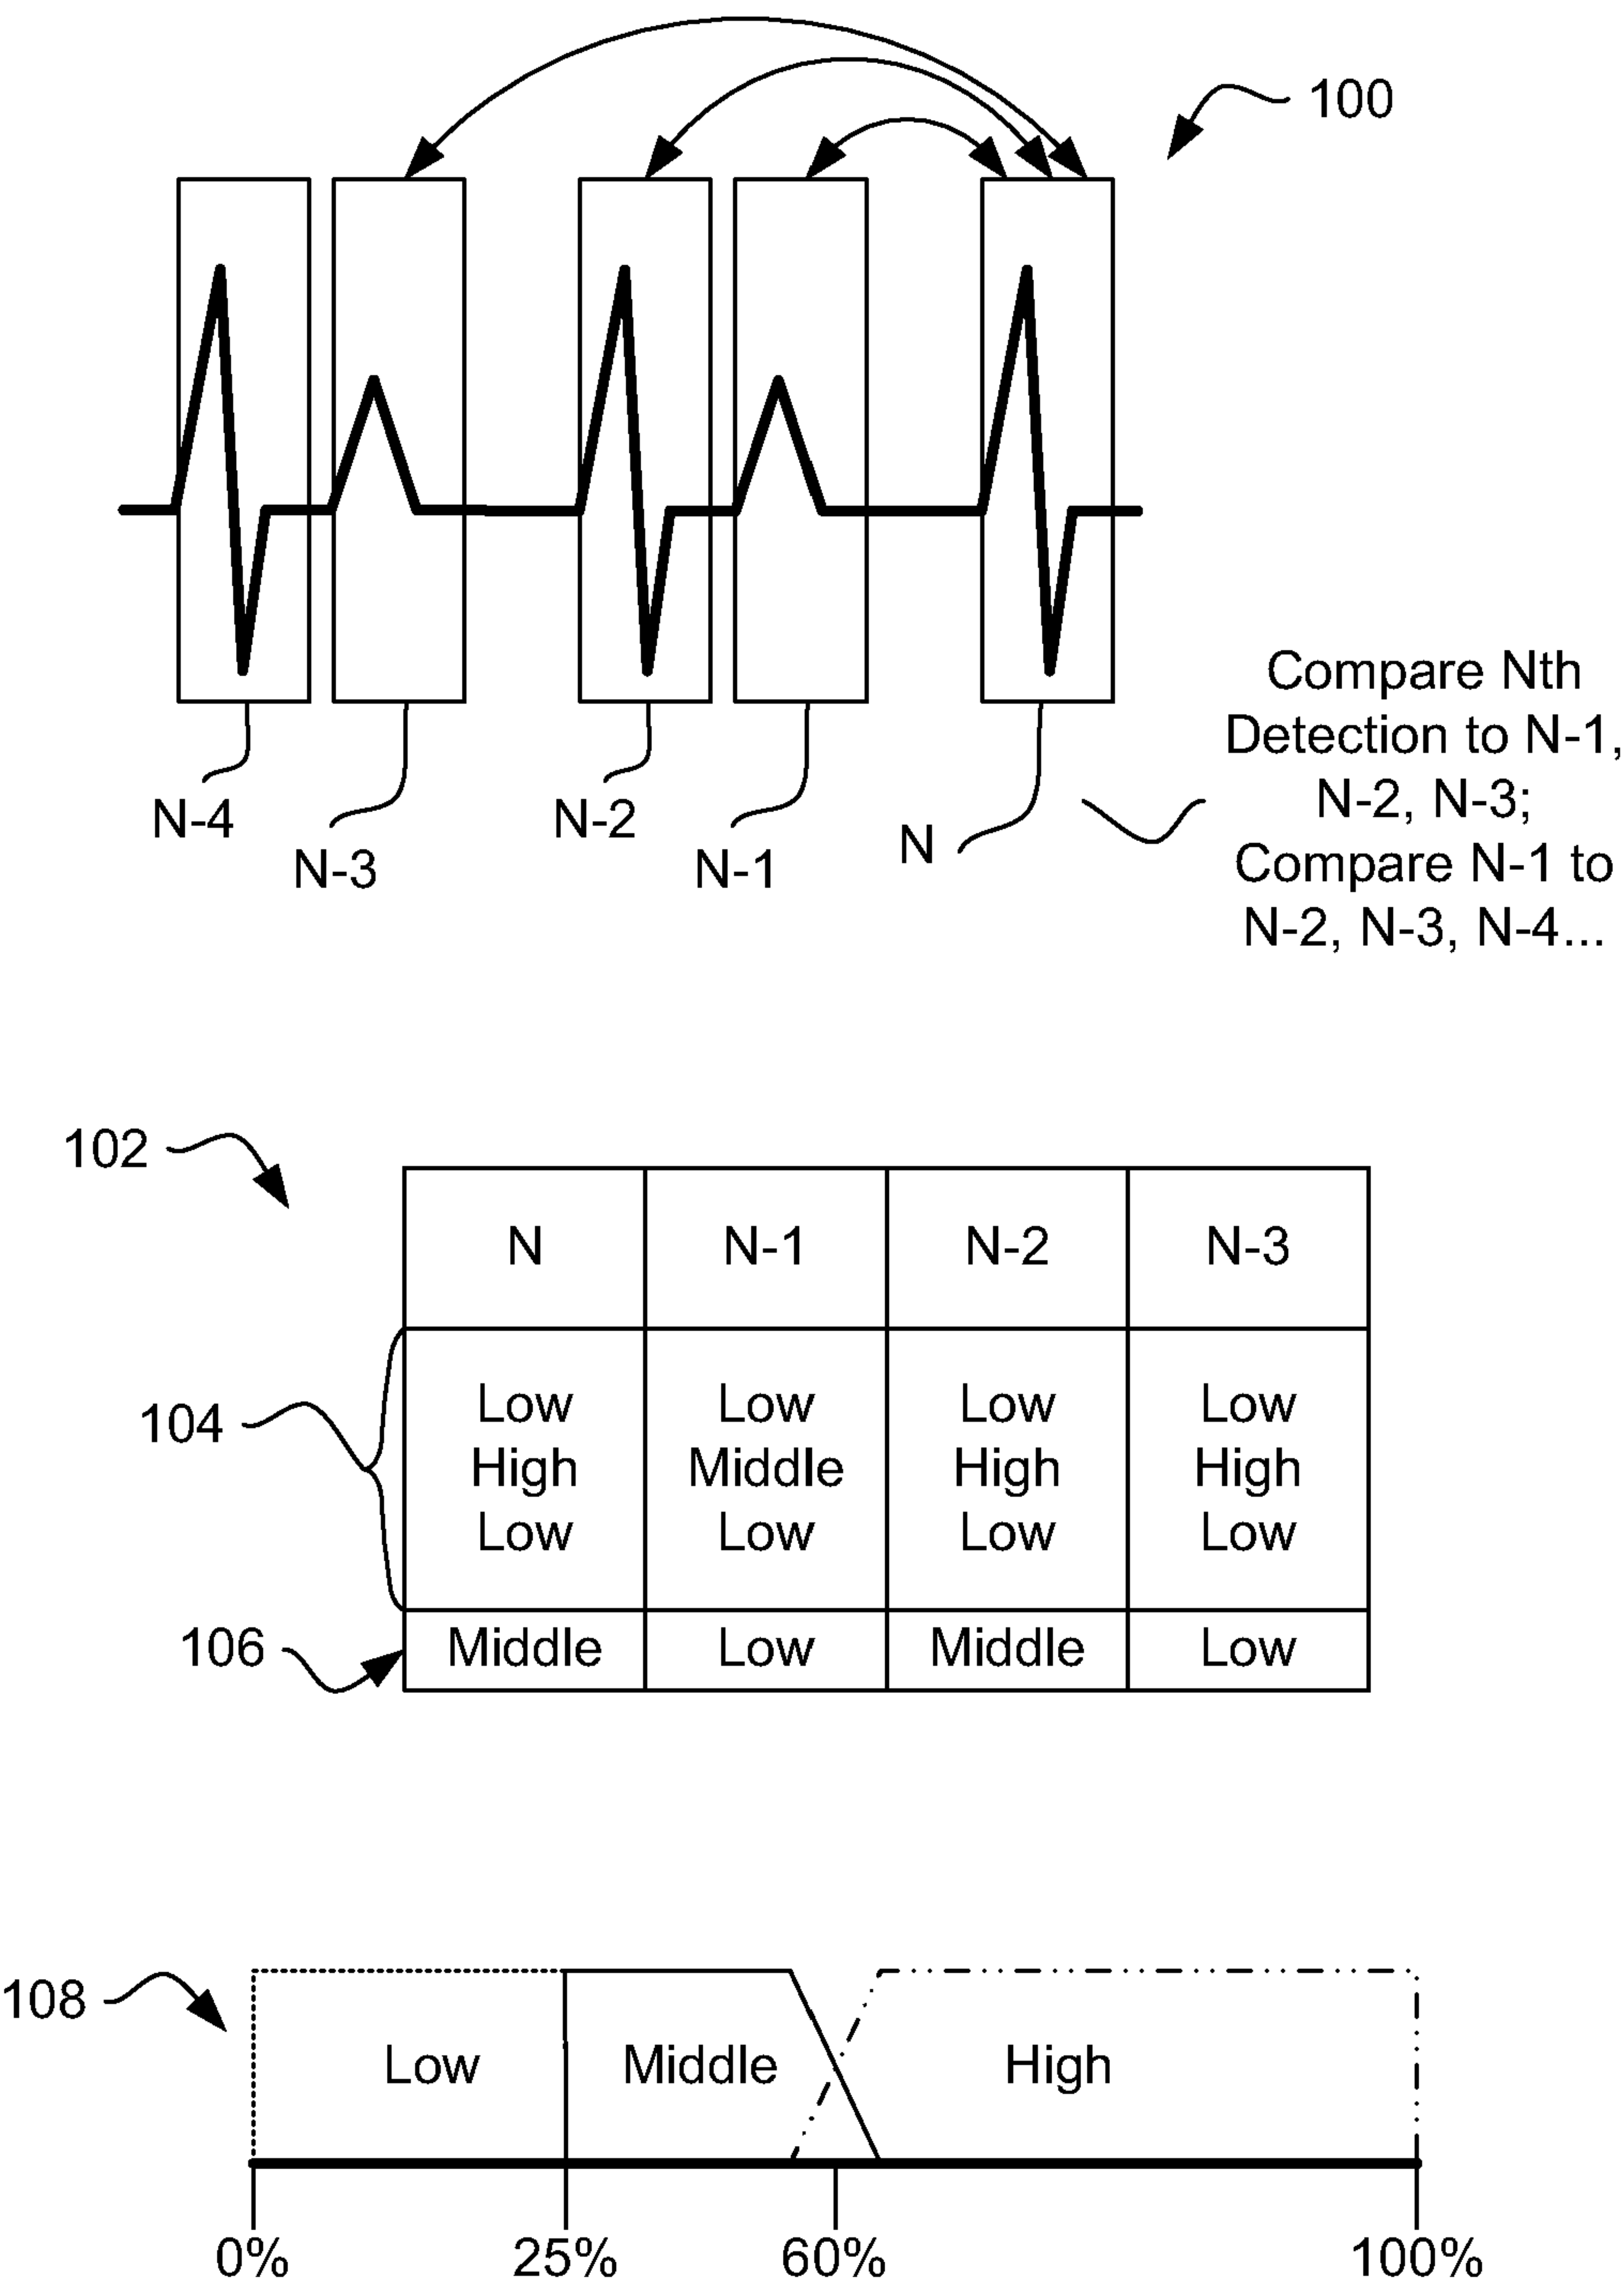 100
Compare Nth
Detection to N-1,
N-2, N-3;
Compare N-1 to
N-2, N-3, N-4...
N-4
N-3
N-2
N-1
N
102
N N-1 N-2 N-3
104
Low Low Low Low
High Middle High High
Low Low Low Low
106
Middle Low Middle Low
108
Low Middle High
0% 25% 60% 100%